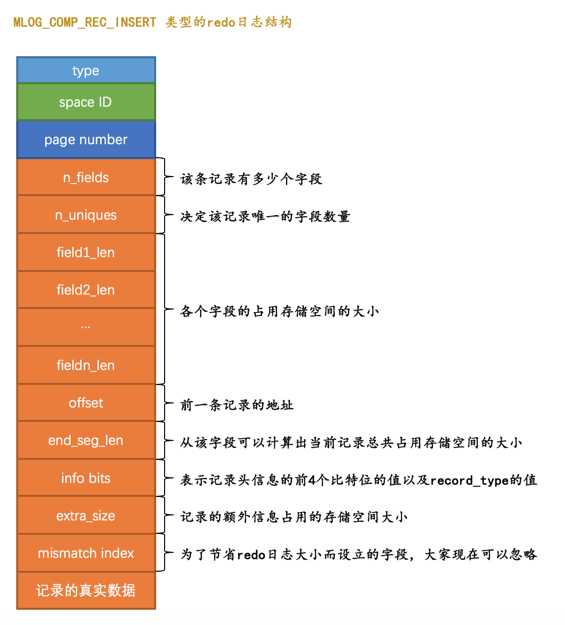 MLOG_COMP_REC_INSERT 类型的redo日志结构
type
space ID
page number
n_fields
该条记录有多少个字段
n_uniques
决定该记录唯一的字段数量
field1_len
field2_len
...
fieldn_len
各个字段的占用存储空间的大小
offset
前一条记录的地址
end_seg_len
从该字段可以计算出当前记录总共占用存储空间的大小
info bits
表示记录头信息的前4个比特位的值以及record_type的值
extra_size
记录的额外信息占用的存储空间大小
mismatch index
为了节省redo日志大小而设立的字段，大家现在可以忽略
记录的真实数据